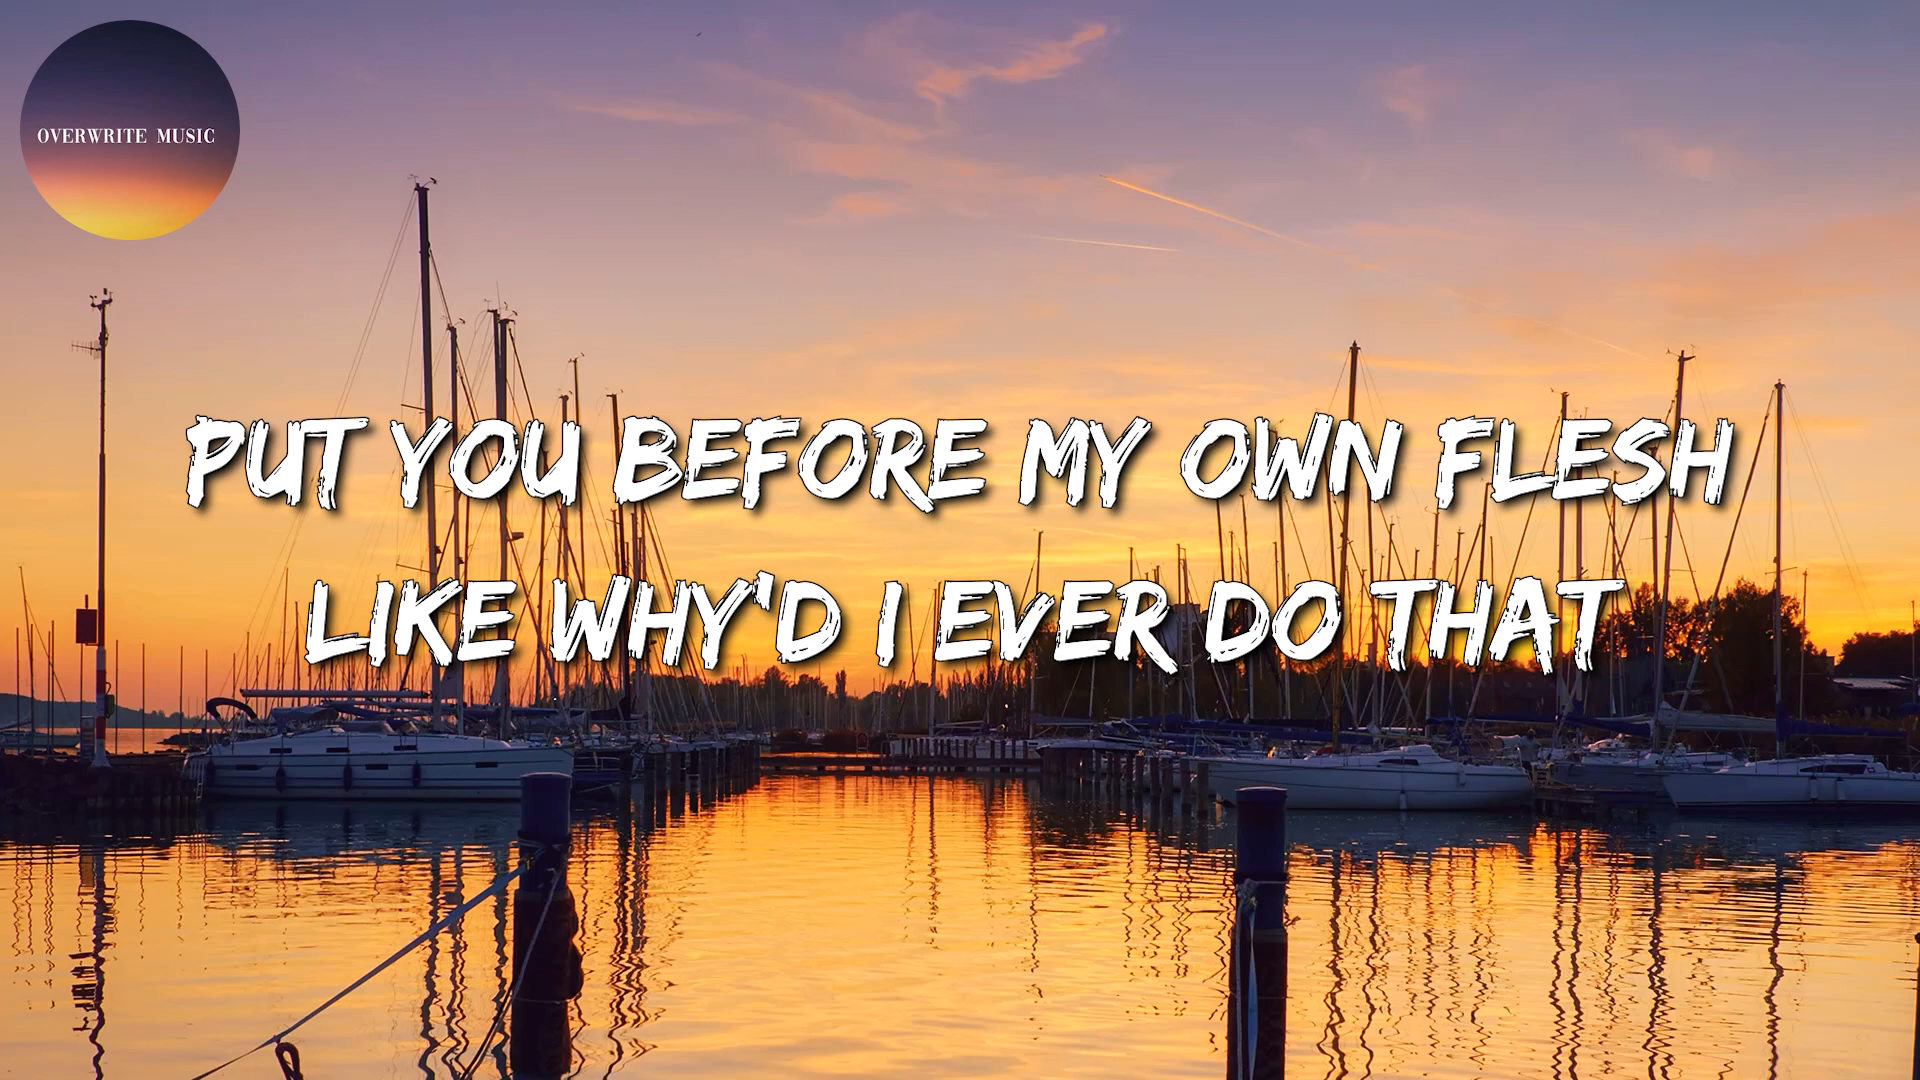 OVERWRITE MUSIC
PUT YOU BEFORE MY OWN FLESH
LIKE WHY'D I EVER DO THAT